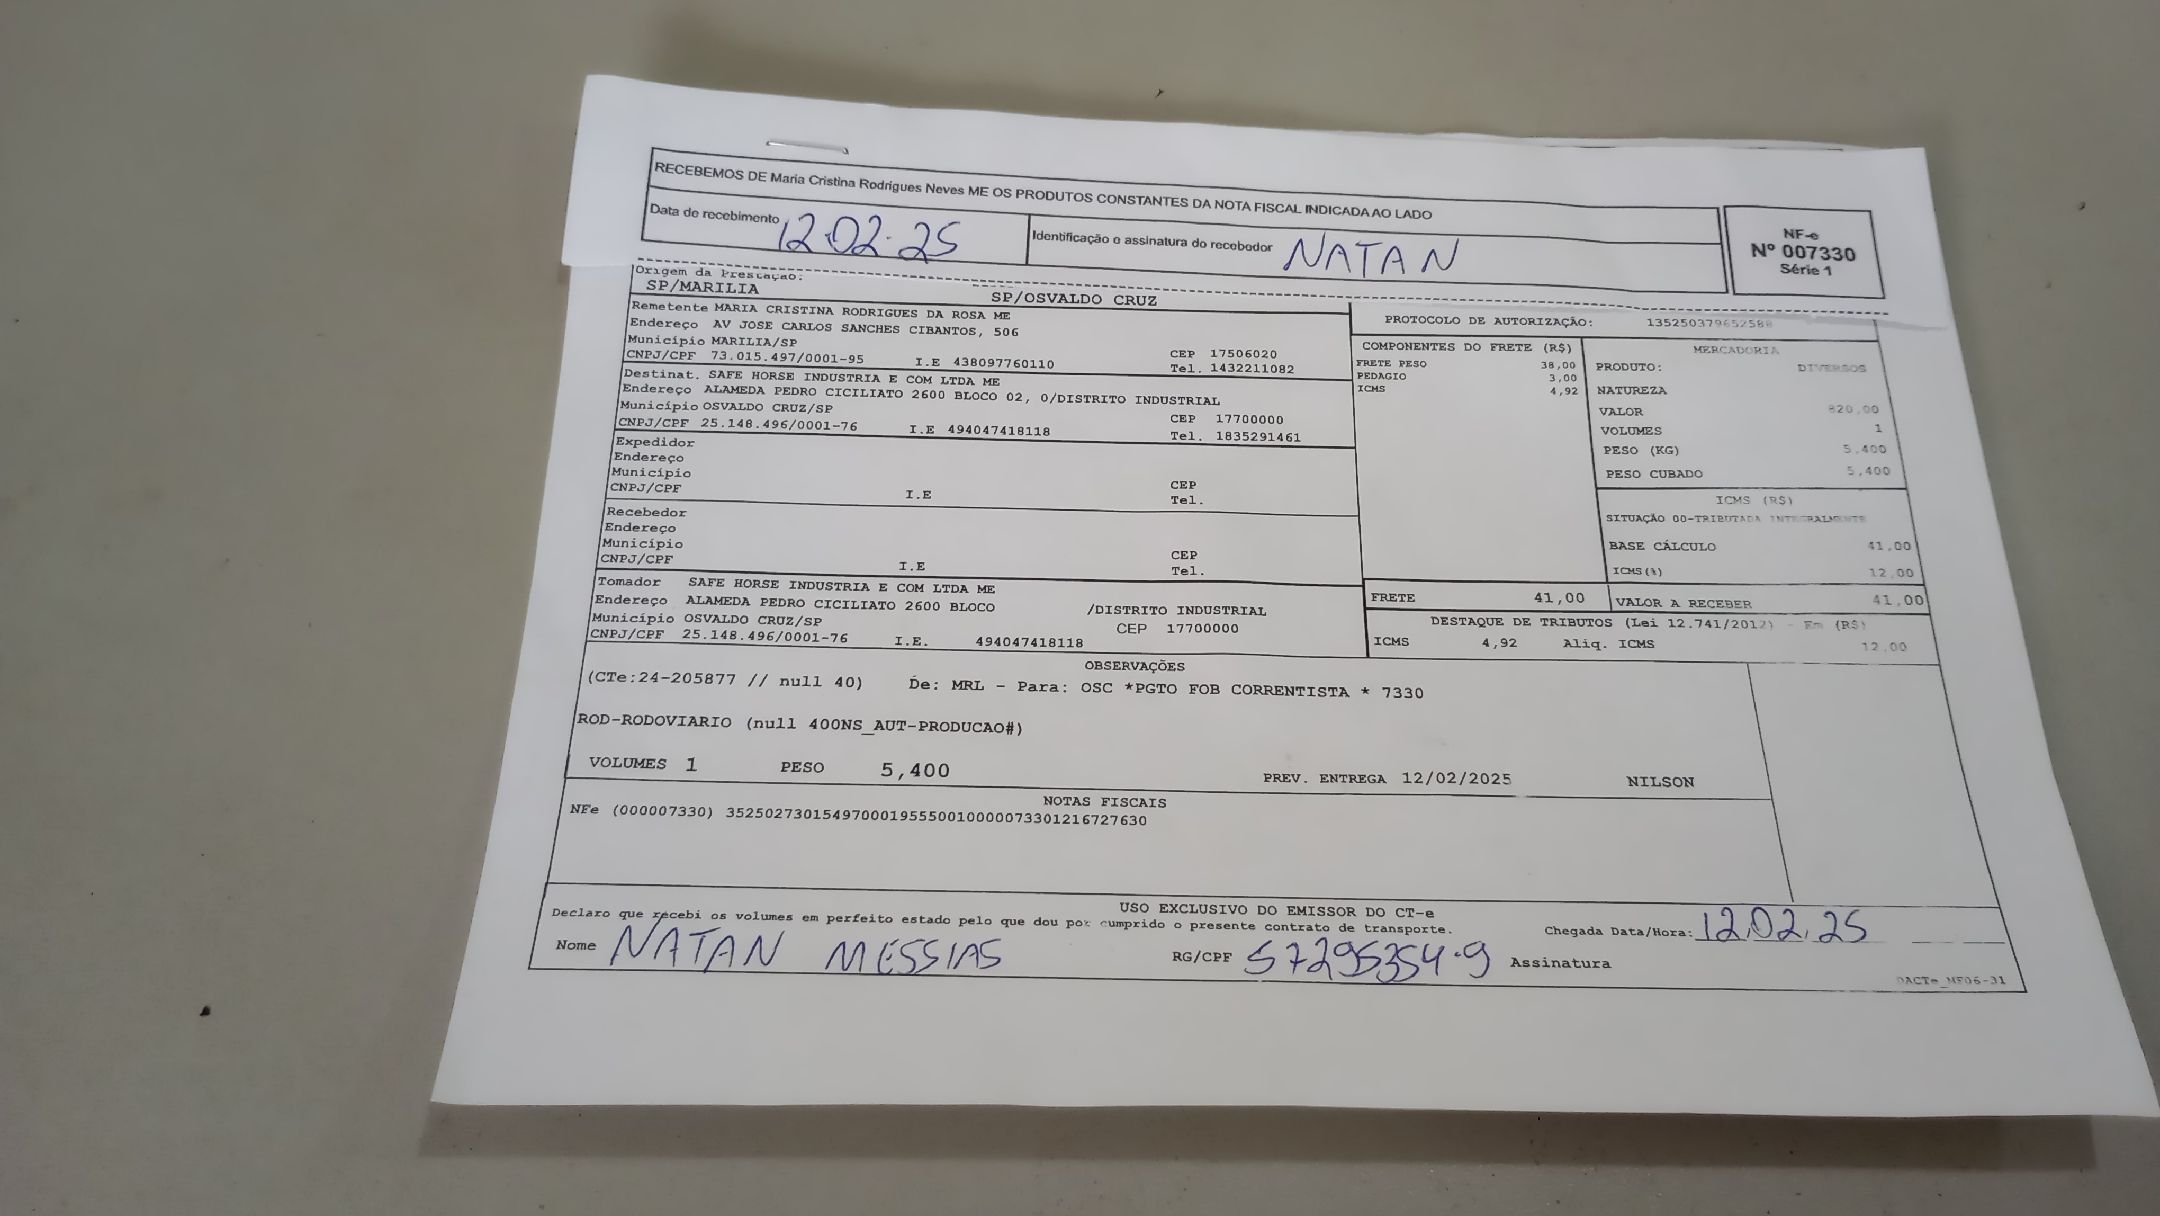 RECEBEMOS DE Maria Cristina Rodrigues Neves ME OS PRODUTOS CONSTANTES DA NOTA FISCAL INDICADA AO LADO
Data de recebimento 12.02.25 Identificação e assinatura do recebedor NATAN
NF-e
Nº 007330
Série 1
Origem da Prestação:
SP/MARILIA SP/OSVALDO CRUZ
Remetente MARIA CRISTINA RODRIGUES DA ROSA ME
Endereço AV JOSE CARLOS SANCHES CIBANTOS, 506
Município MARILIA/SP CEP 17506020
CNPJ/CPF 73.015.497/0001-95 I.E 438097760110 Tel. 1432211082
Destinat. SAFE HORSE INDUSTRIA E COM LTDA ME
Endereço ALAMEDA PEDRO CICILIATO 2600 BLOCO 02, 0/DISTRITO INDUSTRIAL
Município OSVALDO CRUZ/SP CEP 17700000
CNPJ/CPF 25.148.496/0001-76 I.E 494047418118 Tel. 1835291461
Expedidor
Endereço
Município CEP
CNPJ/CPF I.E Tel.
Recebedor
Endereço
Município CEP
CNPJ/CPF I.E Tel.
Tomador SAFE HORSE INDUSTRIA E COM LTDA ME
Endereço ALAMEDA PEDRO CICILIATO 2600 BLOCO /DISTRITO INDUSTRIAL
Município OSVALDO CRUZ/SP CEP 17700000
CNPJ/CPF 25.148.496/0001-76 I.E. 494047418118
PROTOCOLO DE AUTORIZAÇÃO: 135250379652588
COMPONENTES DO FRETE (R$)
FRETE PESO 38,00
PEDAGIO 3,00
ICMS 4,92
MERCADORIA
PRODUTO: DIVERSOS
NATUREZA
VALOR 820,00
VOLUMES 1
PESO (KG) 5,400
PESO CUBADO 5,400
ICMS (R$)
SITUAÇÃO 00-TRIBUTADA INTEGRALMENTE
BASE CÁLCULO 41,00
ICMS(%) 12,00
FRETE 41,00 VALOR A RECEBER 41,00
DESTAQUE DE TRIBUTOS (Lei 12.741/2012) - Em (R$)
ICMS 4,92 Aliq. ICMS 12,00
OBSERVAÇÕES
(CTe:24-205877 // null 40) De: MRL - Para: OSC *PGTO FOB CORRENTISTA * 7330
ROD-RODOVIARIO (null 400NS_AUT-PRODUCAO#)
VOLUMES 1 PESO 5,400 PREV. ENTREGA 12/02/2025 NILSON
NOTAS FISCAIS
NFe (000007330) 35250273015497000195550010000073301216727630
USO EXCLUSIVO DO EMISSOR DO CT-e
Declaro que recebi os volumes em perfeito estado pelo que dou por cumprido o presente contrato de transporte. Chegada Data/Hora: 12.02.25
Nome NATAN MESSIAS RG/CPF 57295354-9 Assinatura
DACTe_MF06-31